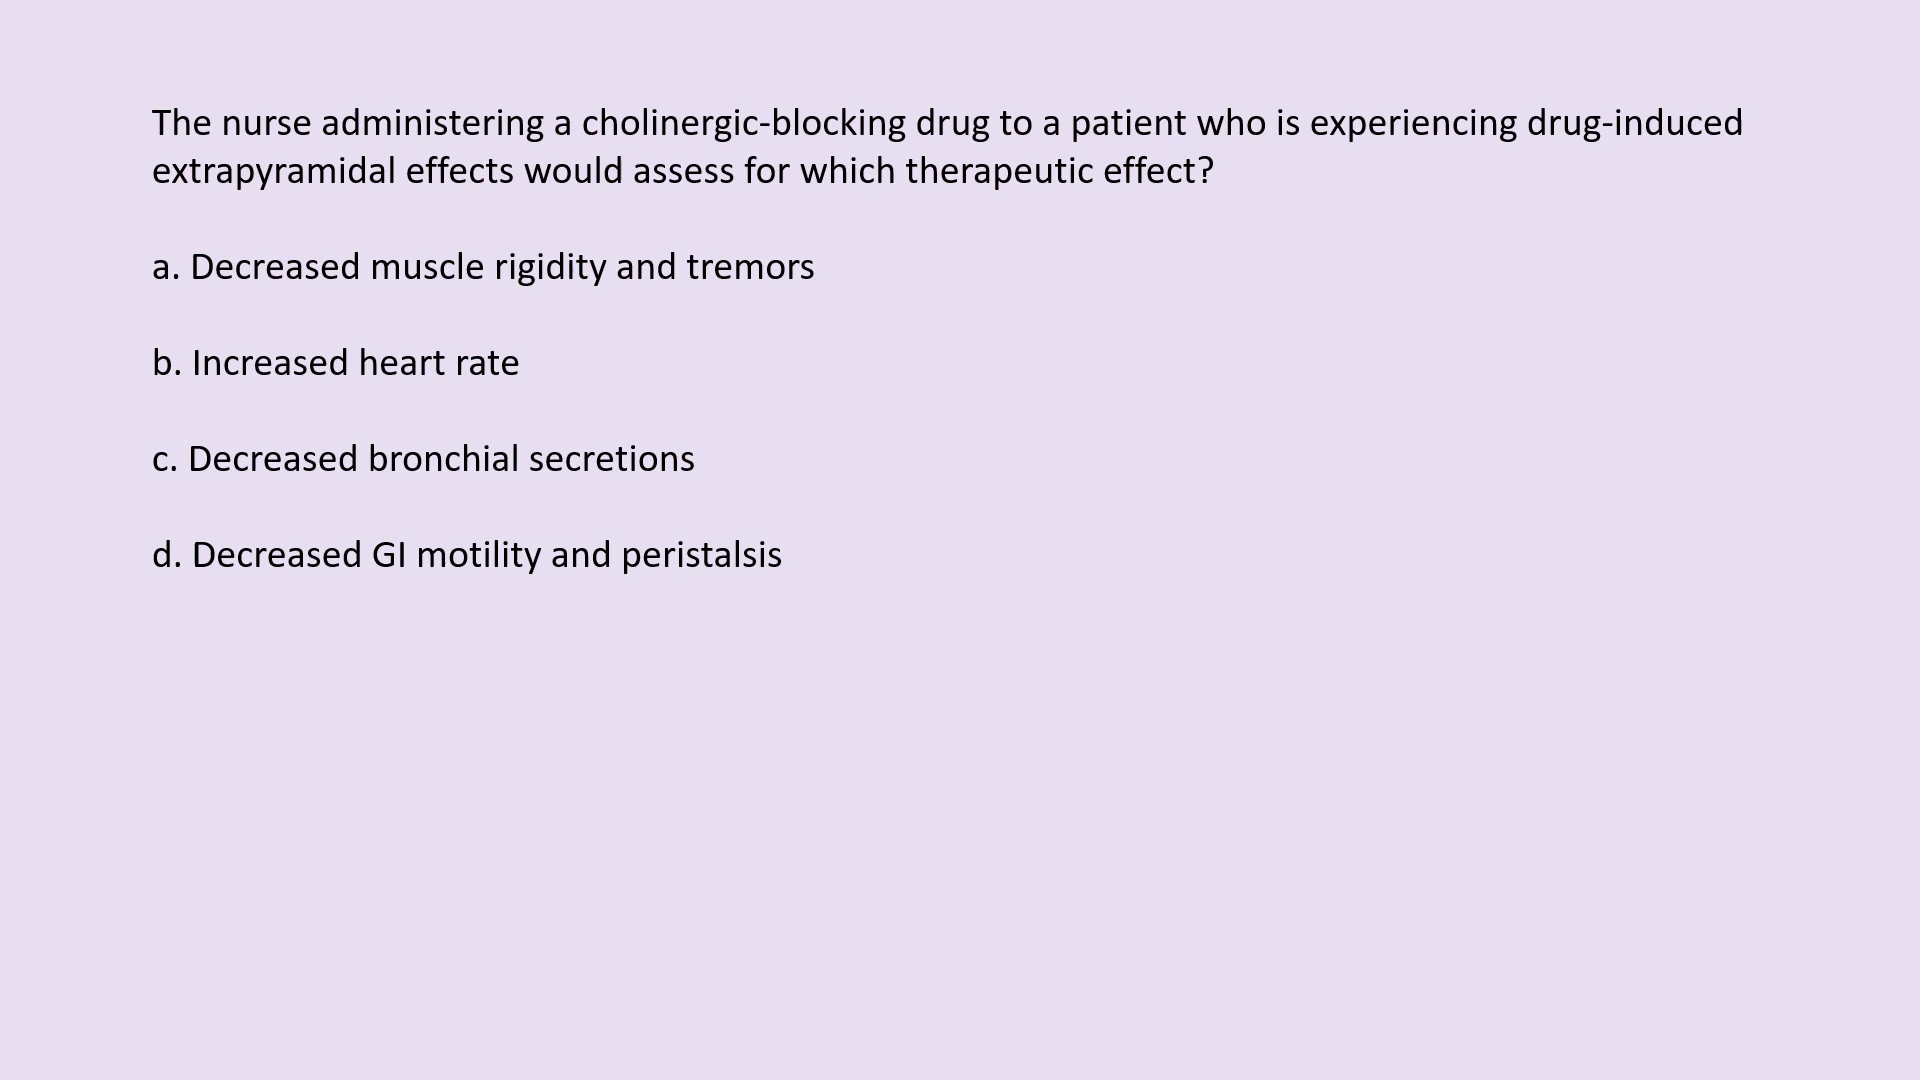 The nurse administering a cholinergic-blocking drug to a patient who is experiencing drug-induced
extrapyramidal effects would assess for which therapeutic effect?
a. Decreased muscle rigidity and tremors
b. Increased heart rate
c. Decreased bronchial secretions
d. Decreased GI motility and peristalsis